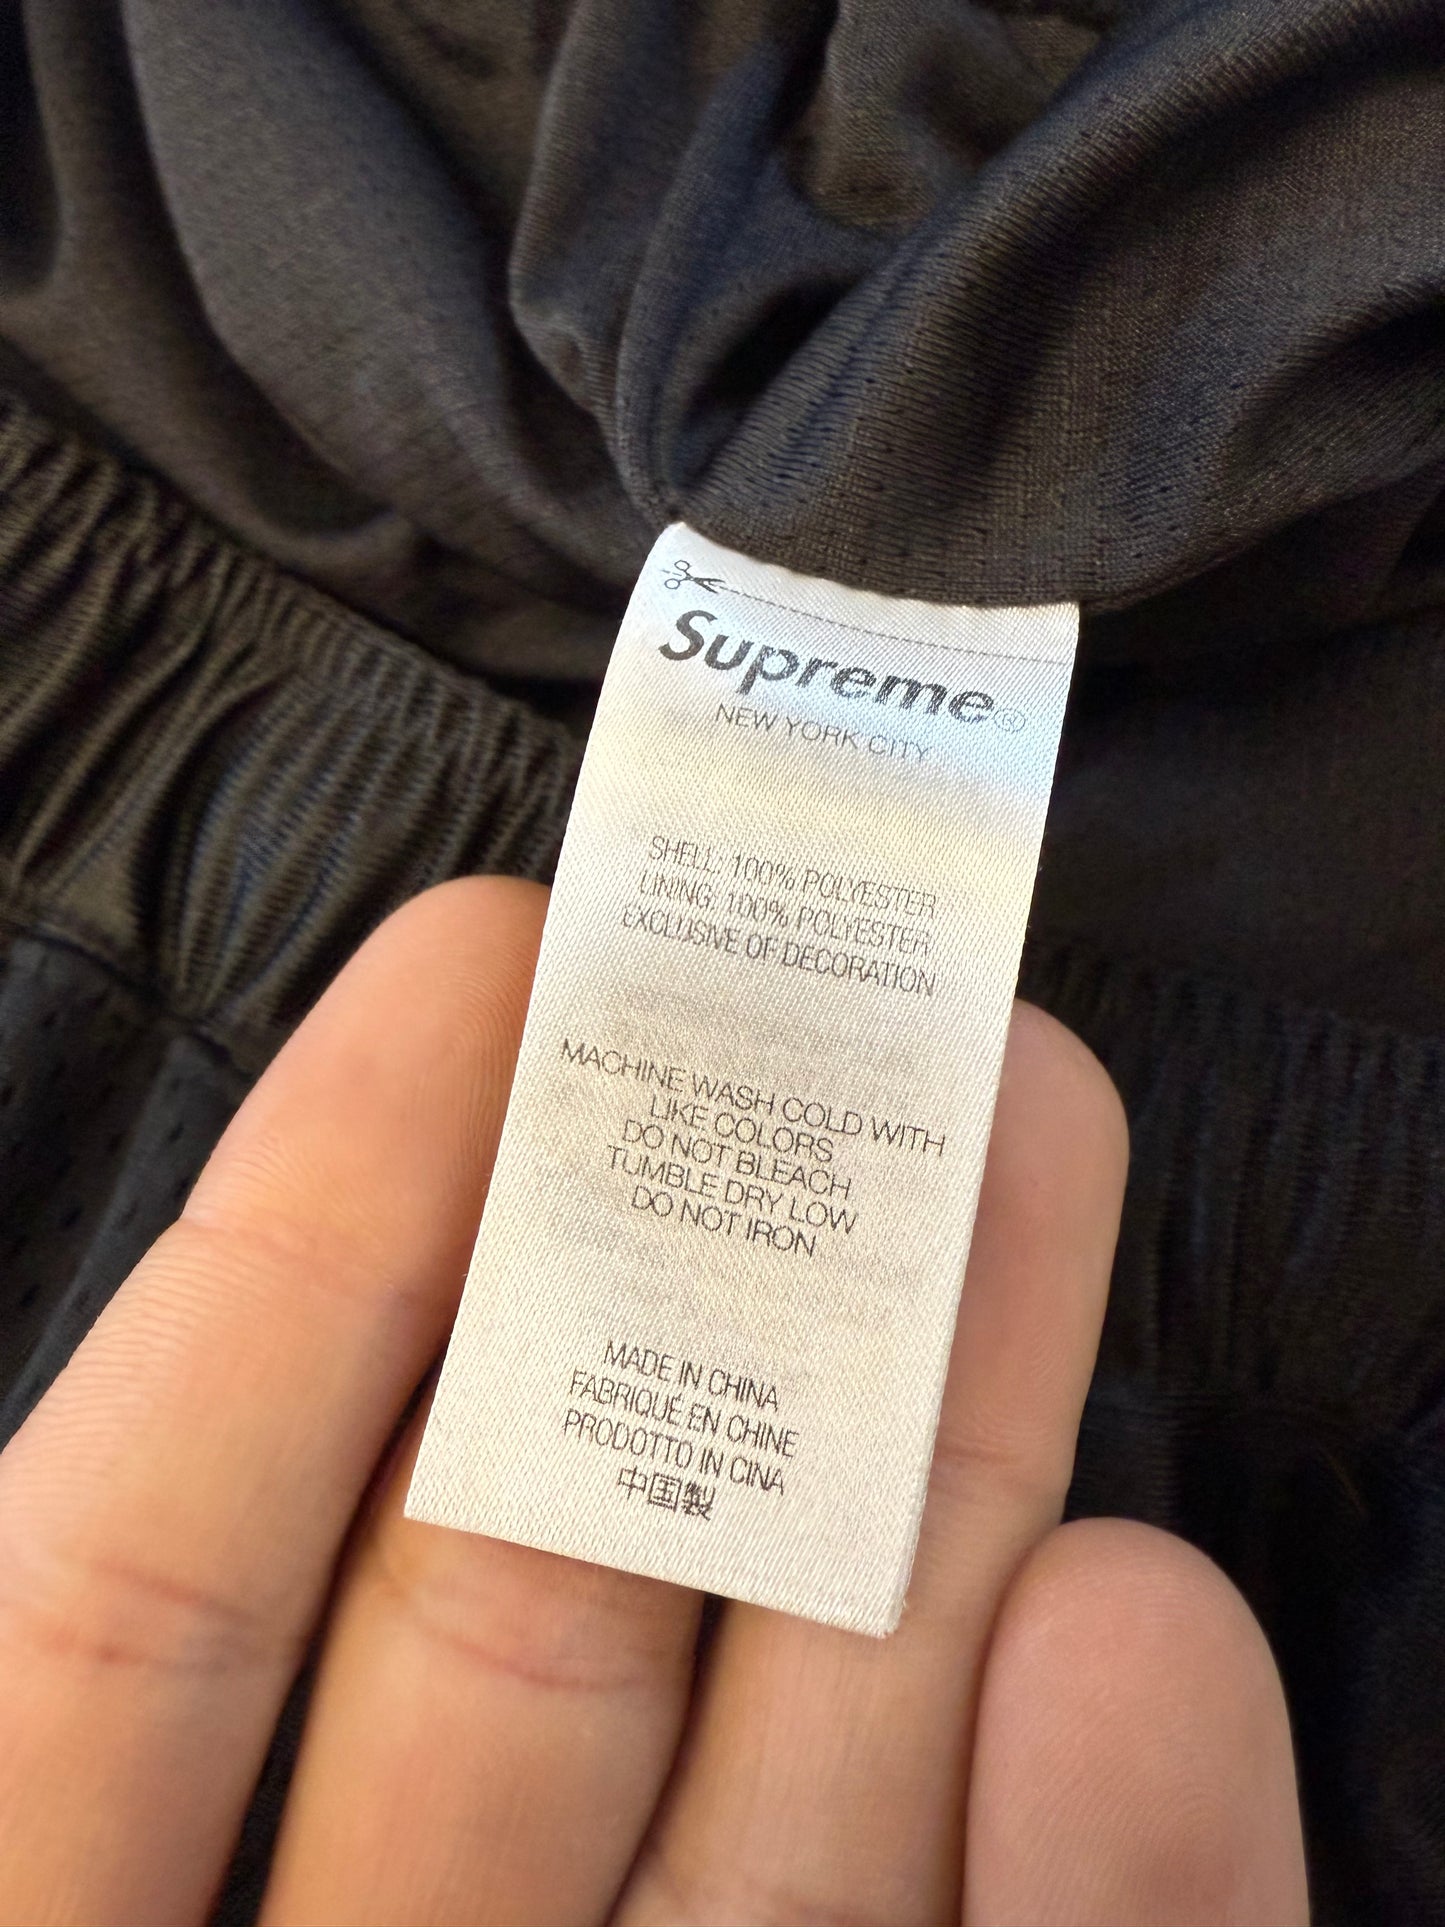 Supreme®
NEW YORK CITY
SHELL: 100% POLYESTER
LINING: 100% POLYESTER
EXCLUSIVE OF DECORATION
MACHINE WASH COLD WITH
LIKE COLORS
DO NOT BLEACH
TUMBLE DRY LOW
DO NOT IRON
MADE IN CHINA
FABRIQUÉ EN CHINE
PRODOTTO IN CINA
中国製